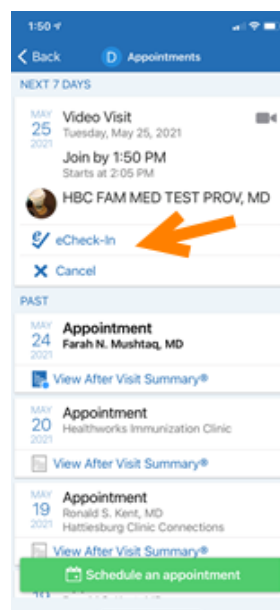 1:50
Back
D
Appointments
NEXT 7 DAYS
MAY
25
2021
Video Visit
Tuesday, May 25, 2021
Join by 1:50 PM
Starts at 2:05 PM
HBC FAM MED TEST PROV, MD
eCheck-In
Cancel
PAST
MAY
24
2021
Appointment
Farah N. Mushtaq, MD
View After Visit Summary®
MAY
20
2021
Appointment
Healthworks Immunization Clinic
View After Visit Summary®
MAY
19
2021
Appointment
Ronald S. Kent, MD
Hattiesburg Clinic Connections
View After Visit Summary®
Schedule an appointment